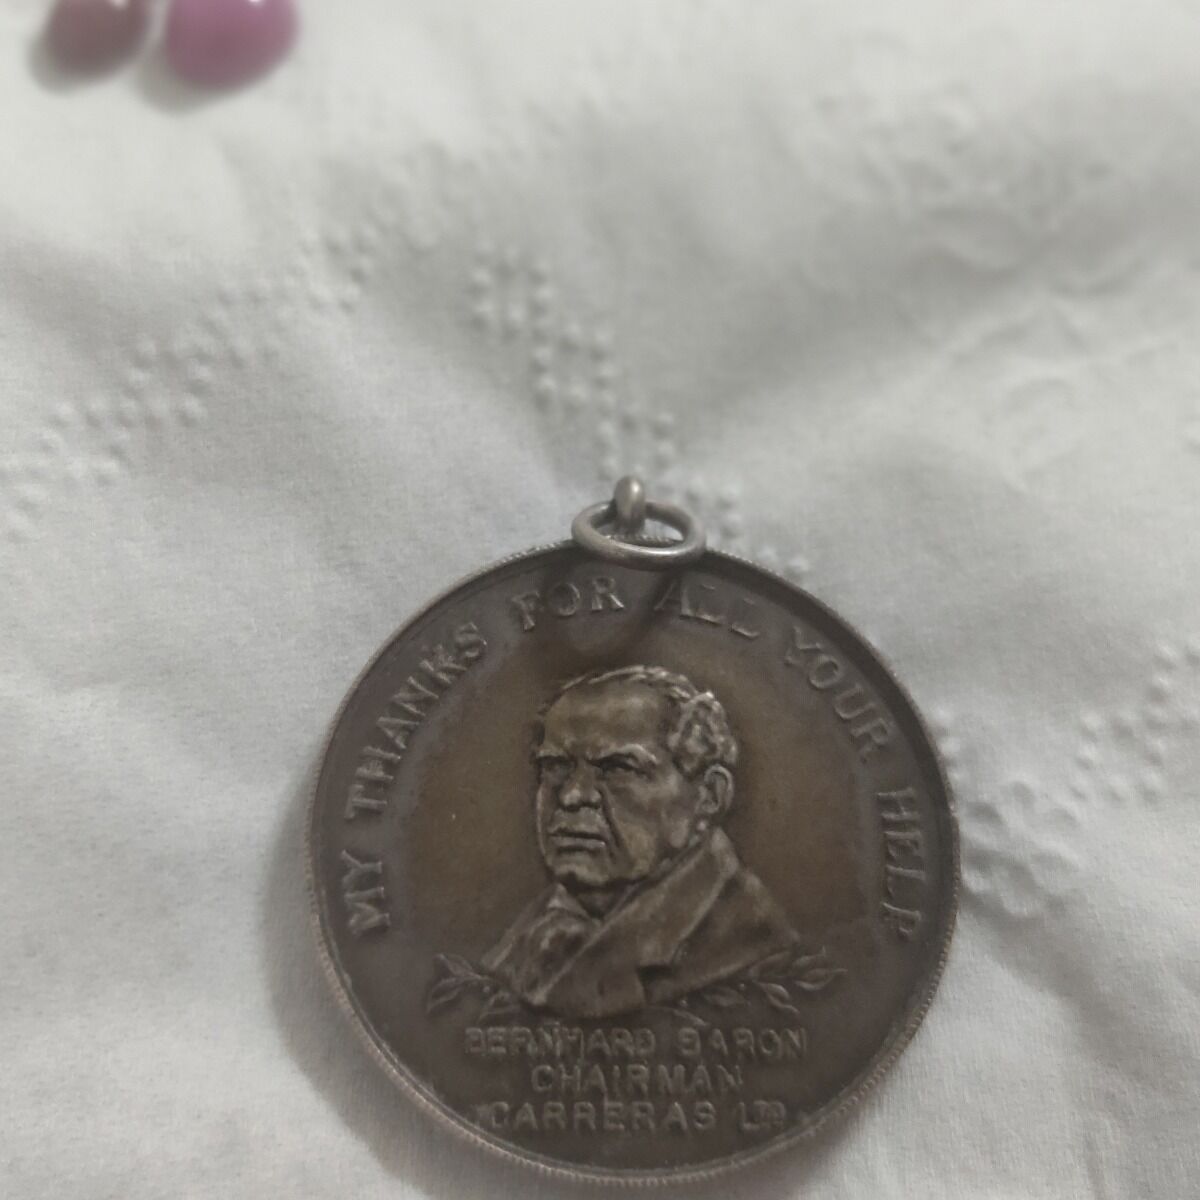 MY THANKS FOR ALL YOUR HELP
BERNHARD BARON
CHAIRMAN
CARRERAS LTD